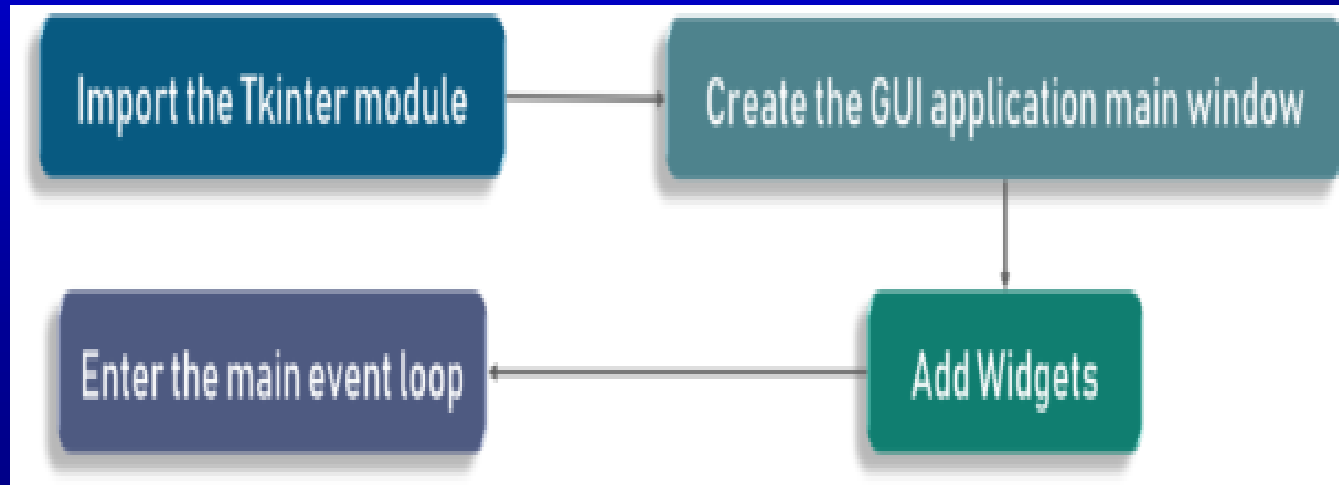 Import the Tkinter module
Create the GUI application main window
Add Widgets
Enter the main event loop